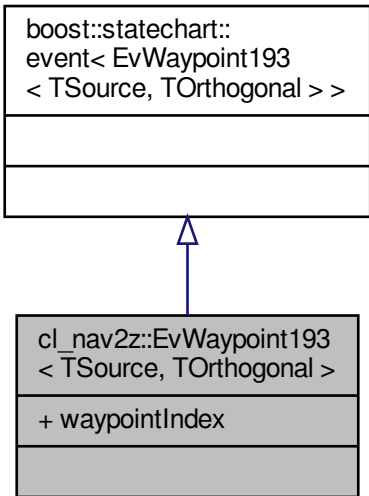 boost::statechart::
event< EvWaypoint193
< TSource, TOrthogonal > >
cl_nav2z::EvWaypoint193
< TSource, TOrthogonal >
+ waypointIndex